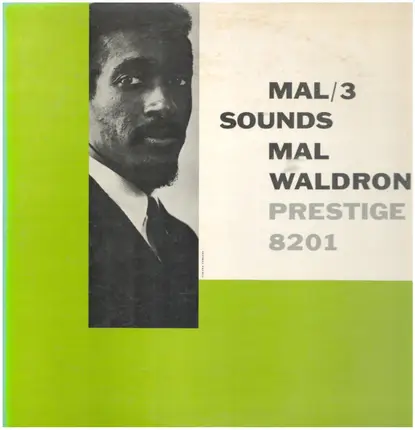 MAL/3
SOUNDS
MAL
WALDRON
PRESTIGE
8201